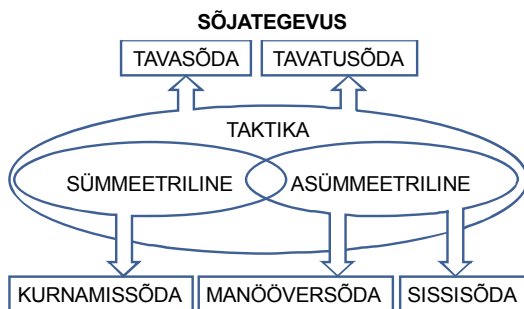 SÕJATEGEVUS
TAVASÕDA TAVATUSÕDA
TAKTIKA
SÜMMEETRILINE ASÜMMEETRILINE
KURNAMISSÕDA MANÖÖVERSÕDA SISSISÕDA